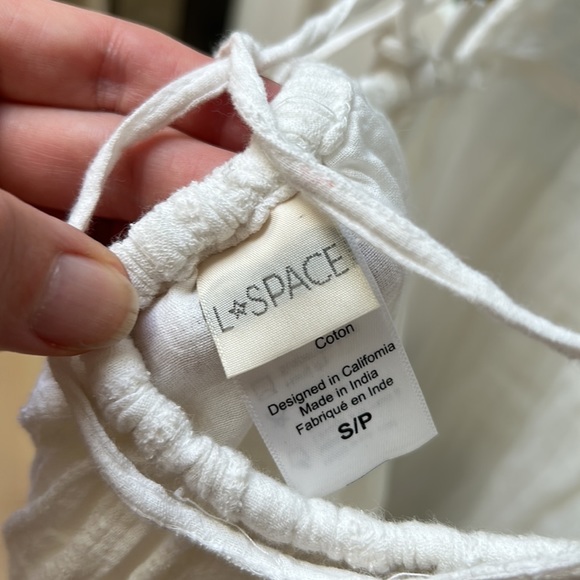 L★SPACE
Coton
Designed in California
Made in India
Fabriqué en Inde
S/P